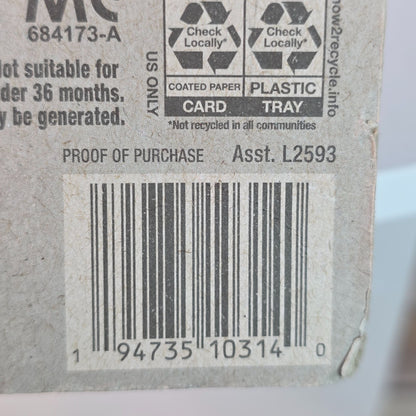 MC
684173-A
Not suitable for
der 36 months.
y be generated.
US ONLY
Check
Locally*
COATED PAPER
CARD
Check
Locally*
PLASTIC
TRAY
*Not recycled in all communities
how2recycle.info
PROOF OF PURCHASE Asst. L2593
1 94735 10314 0